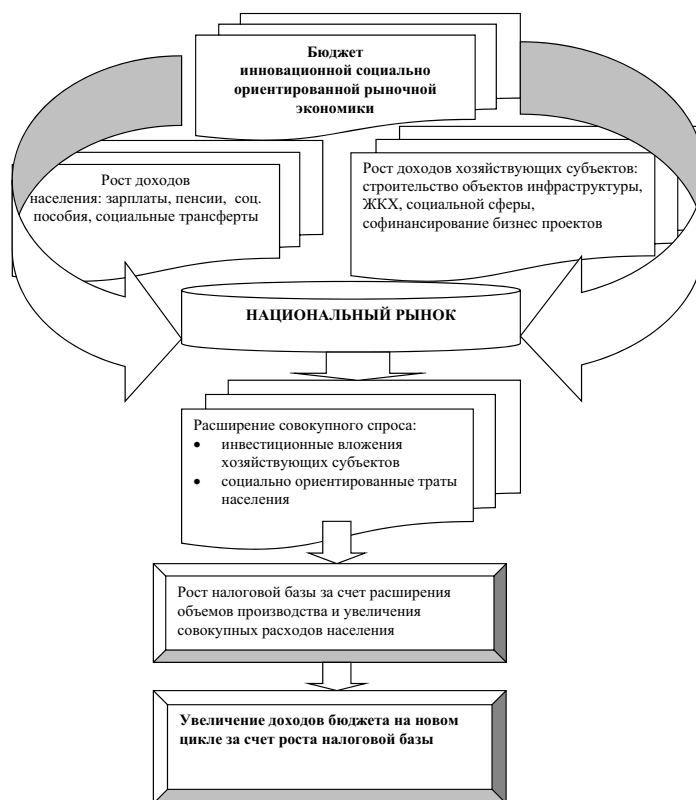 Бюджет
инновационной социально
ориентированной рыночной
экономики
Рост доходов
населения: зарплаты, пенсии, соц.
пособия, социальные трансферты
Рост доходов хозяйствующих субъектов:
строительство объектов инфраструктуры,
ЖКХ, социальной сферы,
софинансирование бизнес проектов
НАЦИОНАЛЬНЫЙ РЫНОК
Расширение совокупного спроса:
• инвестиционные вложения
хозяйствующих субъектов
• социально ориентированные траты
населения
Рост налоговой базы за счет расширения
объемов производства и увеличения
совокупных расходов населения
Увеличение доходов бюджета на новом
цикле за счет роста налоговой базы